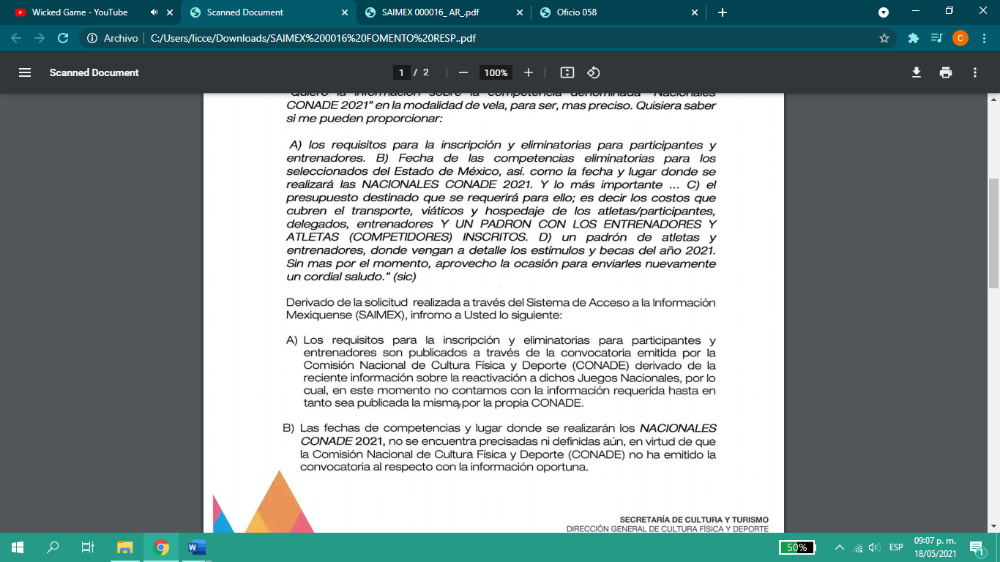 Wicked Game - YouTube
Scanned Document
SAIMEX 000016_ AR_.pdf
Oficio 058
Archivo
C:/Users/licce/Downloads/SAIMEX%200016%20FOMENTO%20RESP..pdf
C
Scanned Document
1 / 2
100%
"Quiero la información sobre la competencia denominada "Nacionales
CONADE 2021" en la modalidad de vela, para ser, mas preciso. Quisiera saber
si me pueden proporcionar:
A) los requisitos para la inscripción y eliminatorias para participantes y
entrenadores. B) Fecha de las competencias eliminatorias para los
seleccionados del Estado de México, así. como la fecha y lugar donde se
realizará las NACIONALES CONADE 2021. Y lo más importante ... C) el
presupuesto destinado que se requerirá para ello; es decir los costos que
cubren el transporte, viáticos y hospedaje de los atletas/participantes,
delegados, entrenadores Y UN PADRON CON LOS ENTRENADORES Y
ATLETAS (COMPETIDORES) INSCRITOS. D) un padrón de atletas y
entrenadores, donde vengan a detalle los estímulos y becas del año 2021.
Sin mas por el momento, aprovecho la ocasión para enviarles nuevamente
un cordial saludo." (sic)
Derivado de la solicitud realizada a través del Sistema de Acceso a la Información
Mexiquense (SAIMEX), infromo a Usted lo siguiente:
A) Los requisitos para la inscripción y eliminatorias para participantes y
entrenadores son publicados a través de la convocatoria emitida por la
Comisión Nacional de Cultura Física y Deporte (CONADE) derivado de la
reciente información sobre la reactivación a dichos Juegos Nacionales, por lo
cual, en este momento no contamos con la información requerida hasta en
tanto sea publicada la misma, por la propia CONADE.
B) Las fechas de competencias y lugar donde se realizarán los NACIONALES
CONADE 2021, no se encuentra precisadas ni definidas aún, en virtud de que
la Comisión Nacional de Cultura Física y Deporte (CONADE) no ha emitido la
convocatoria al respecto con la información oportuna.
SECRETARÍA DE CULTURA Y TURISMO
DIRECCIÓN GENERAL DE CULTURA FÍSICA Y DEPORTE
50%
ESP
09:07 p. m.
18/05/2021
1